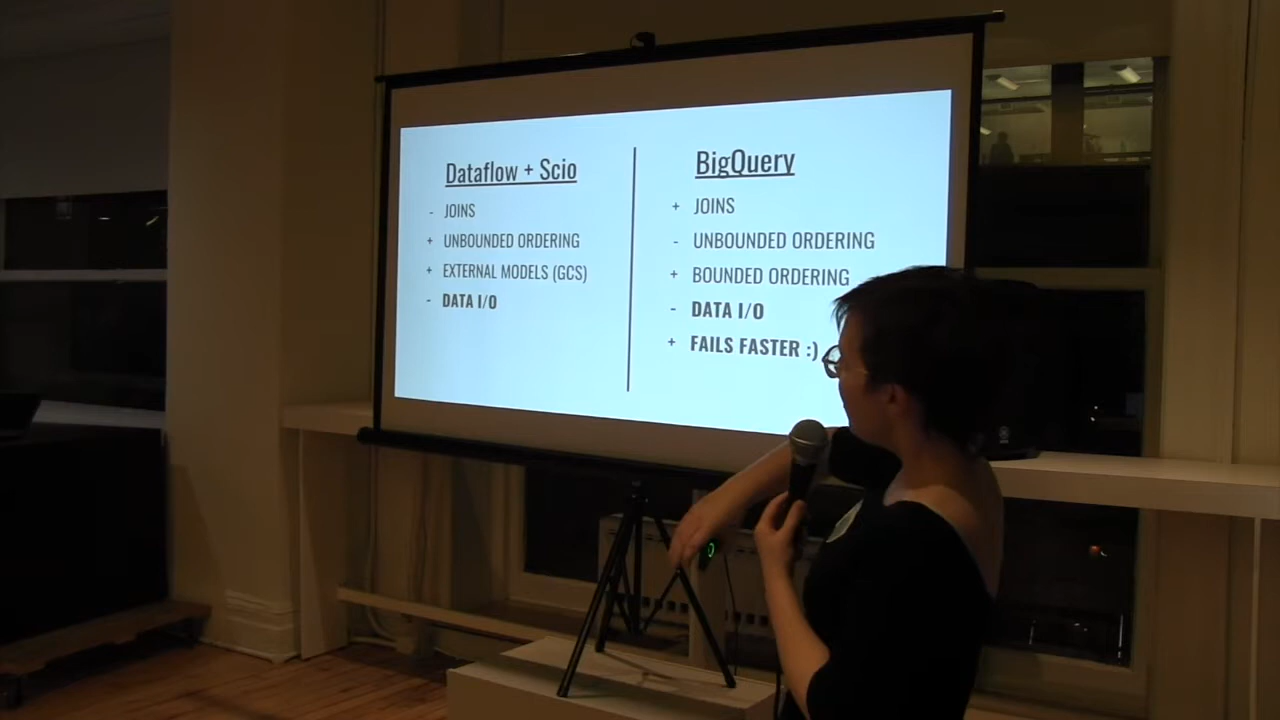 Dataflow + Scio
- JOINS
+ UNBOUNDED ORDERING
+ EXTERNAL MODELS (GCS)
- DATA I/O
BigQuery
+ JOINS
- UNBOUNDED ORDERING
+ BOUNDED ORDERING
- DATA I/O
+ FAILS FASTER :)